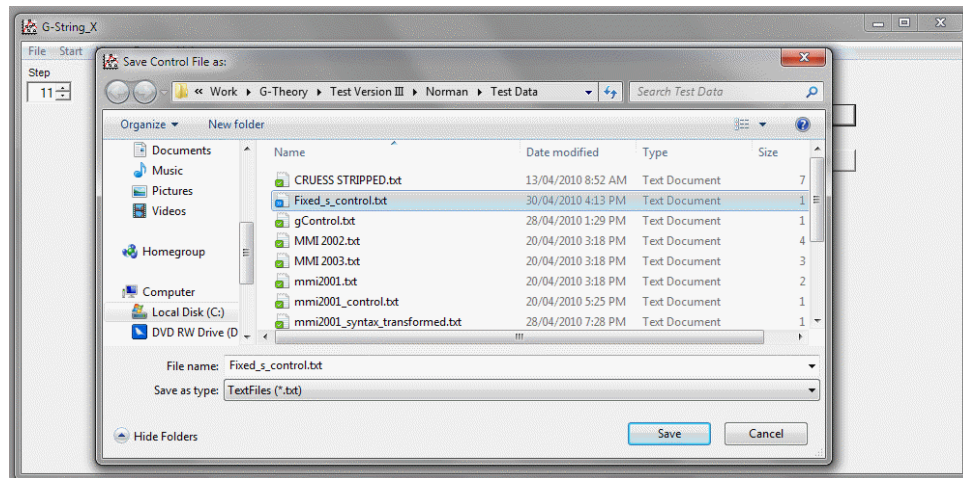 G-String_X
File Start
Save Control File as:
Step
11
« Work ▸ G-Theory ▸ Test Version III ▸ Norman ▸ Test Data
Search Test Data
Organize New folder
Documents
Music
Pictures
Videos
Homegroup
Computer
Local Disk (C:)
DVD RW Drive (D
Name Date modified Type Size
CRUESS STRIPPED.txt 13/04/2010 8:52 AM Text Document 7
Fixed_s_control.txt 30/04/2010 4:13 PM Text Document 1
gControl.txt 28/04/2010 1:29 PM Text Document 1
MMI 2002.txt 20/04/2010 3:18 PM Text Document 4
MMI 2003.txt 20/04/2010 3:18 PM Text Document 3
mmi2001.txt 20/04/2010 3:18 PM Text Document 2
mmi2001_control.txt 20/04/2010 5:25 PM Text Document 1
mmi2001_syntax_transformed.txt 28/04/2010 7:28 PM Text Document 1
File name: Fixed_s_control.txt
Save as type: TextFiles (*.txt)
Hide Folders
Save Cancel